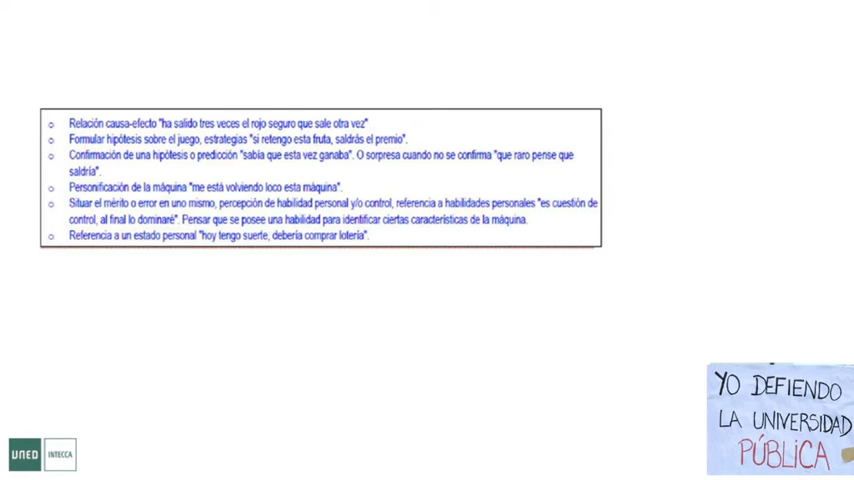 Relación causa-efecto "ha salido tres veces el rojo seguro que sale otra vez"
Formular hipótesis sobre el juego, estrategias "si retengo esta fruta, saldrás el premio".
Confirmación de una hipótesis o predicción "sabía que esta vez ganaba". O sorpresa cuando no se confirma "que raro pense que
saldría".
Personificación de la máquina "me está volviendo loco esta máquina".
Situar el mérito o error en uno mismo, percepción de habilidad personal y/o control, referencia a habilidades personales "es cuestión de
control, al final lo dominaré". Pensar que se posee una habilidad para identificar ciertas características de la máquina.
Referencia a un estado personal "hoy tengo suerte, debería comprar lotería".
YO DEFIENDO
LA UNIVERSIDAD
PÚBLICA
UNED INTECCA